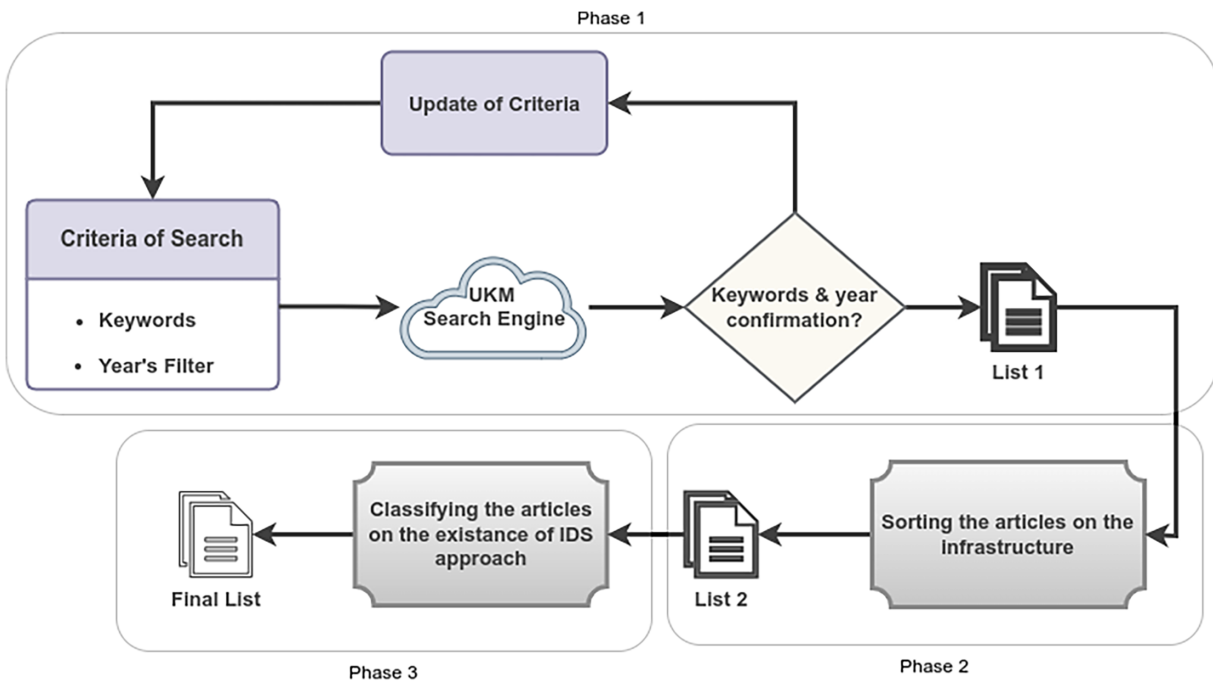 Phase 1
Update of Criteria
Criteria of Search
• Keywords
• Year's Filter
UKM
Search Engine
Keywords & year
confirmation?
List 1
Sorting the articles on the
infrastructure
List 2
Phase 2
Classifying the articles
on the existance of IDS
approach
Final List
Phase 3